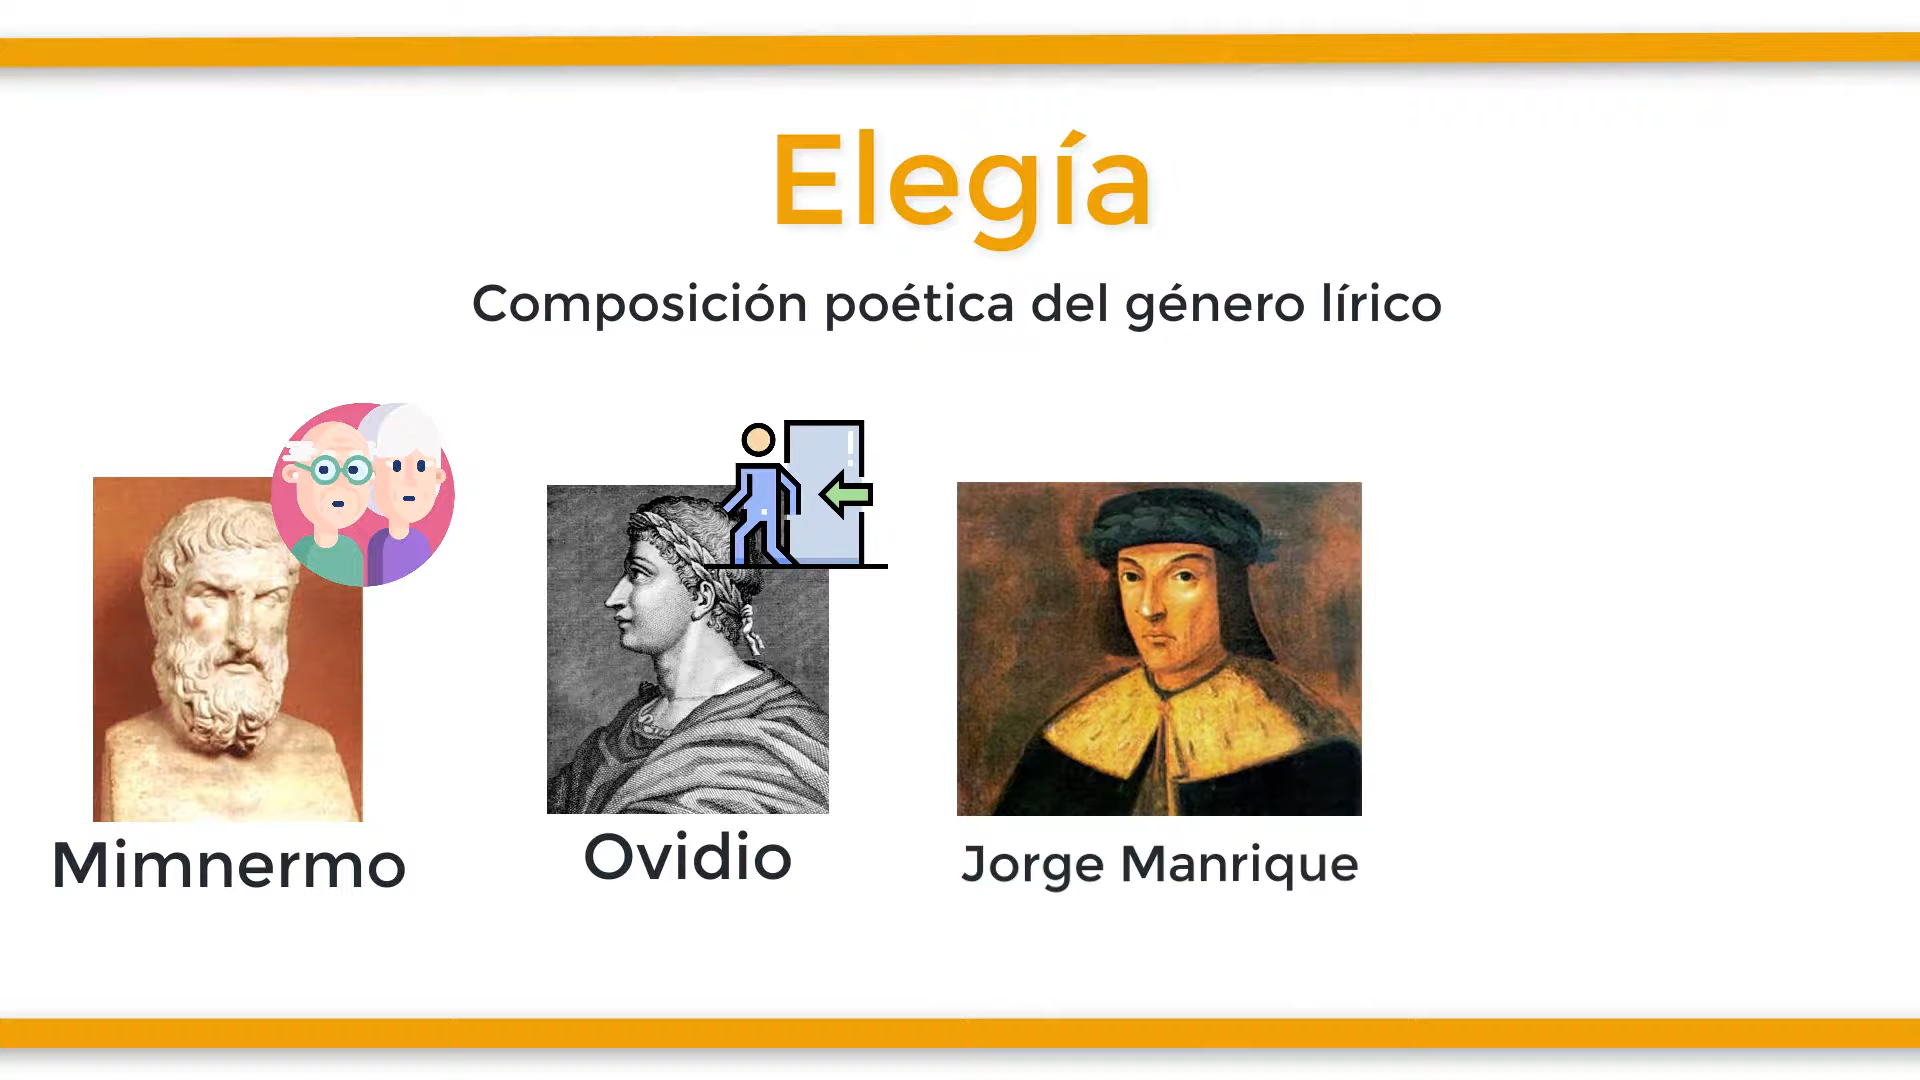 Elegía
Composición poética del género lírico
Mimnermo
Ovidio
Jorge Manrique